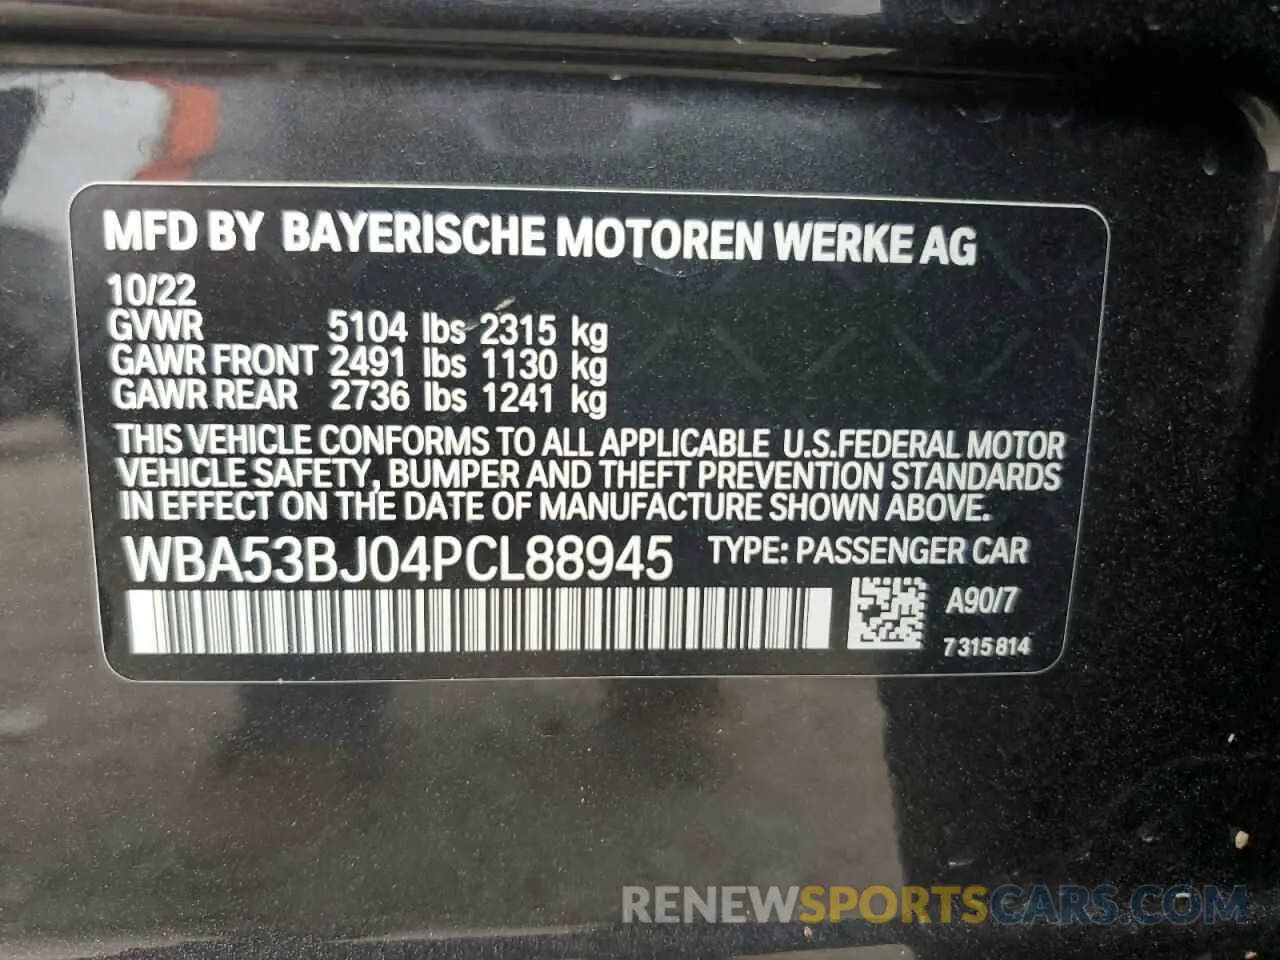 MFD BY BAYERISCHE MOTOREN WERKE AG
10/22
GVWR 5104 lbs 2315 kg
GAWR FRONT 2491 lbs 1130 kg
GAWR REAR 2736 lbs 1241 kg
THIS VEHICLE CONFORMS TO ALL APPLICABLE U.S.FEDERAL MOTOR
VEHICLE SAFETY, BUMPER AND THEFT PREVENTION STANDARDS
IN EFFECT ON THE DATE OF MANUFACTURE SHOWN ABOVE.
WBA53BJ04PCL88945 TYPE: PASSENGER CAR
A90/7
7 315 814
RENEWSPORTSCARS.COM